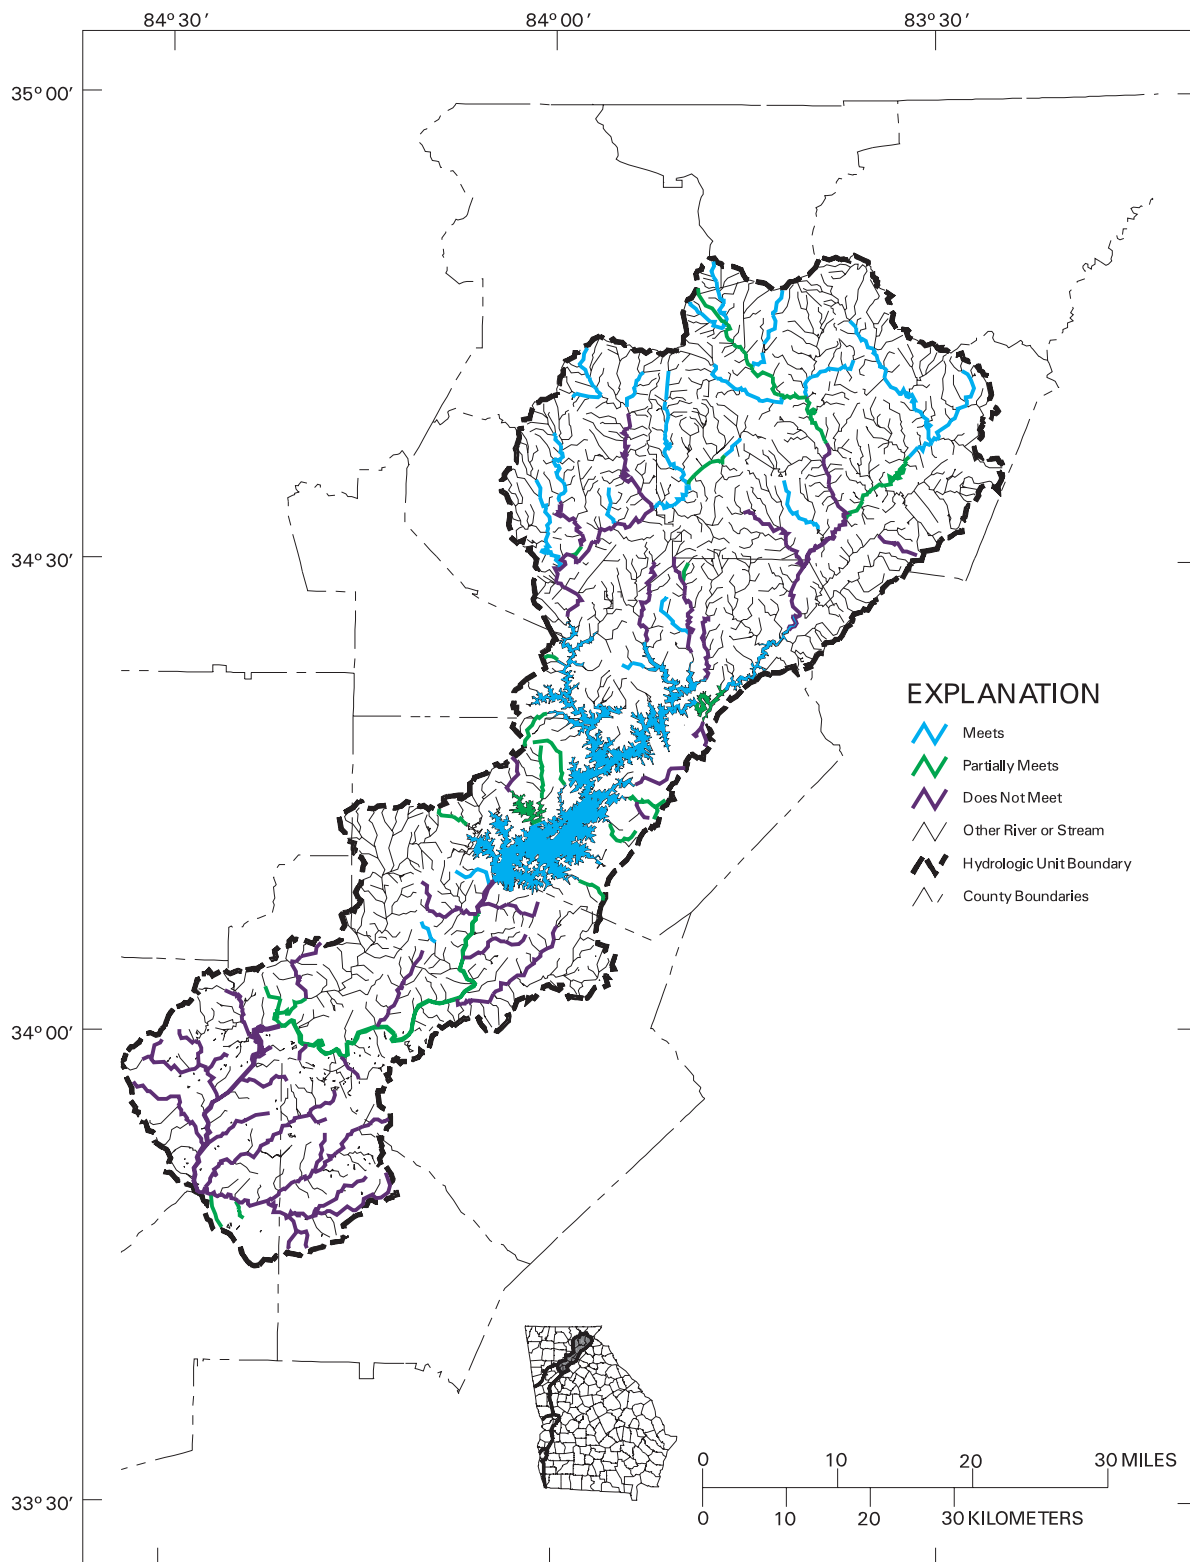 84° 30′ 84° 00′ 83° 30′
35° 00′
34° 30′
EXPLANATION
Meets
Partially Meets
Does Not Meet
Other River or Stream
Hydrologic Unit Boundary
County Boundaries
34° 00′
33° 30′
0 10 20 30 MILES
0 10 20 30 KILOMETERS